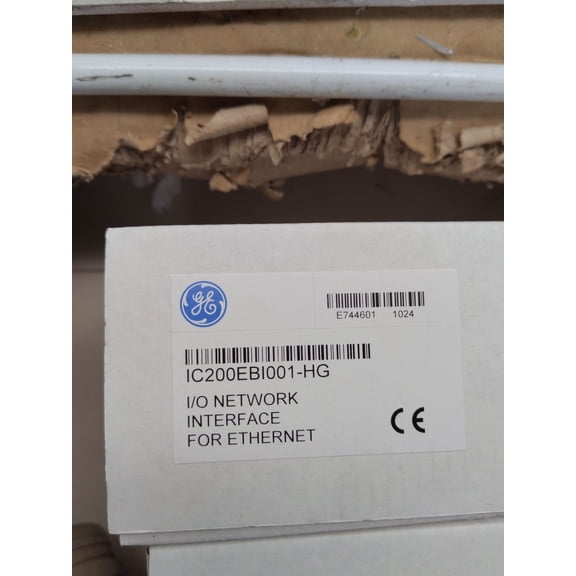 GE
E744601 1024
IC200EBI001-HG
I/O NETWORK
INTERFACE
FOR ETHERNET
CE